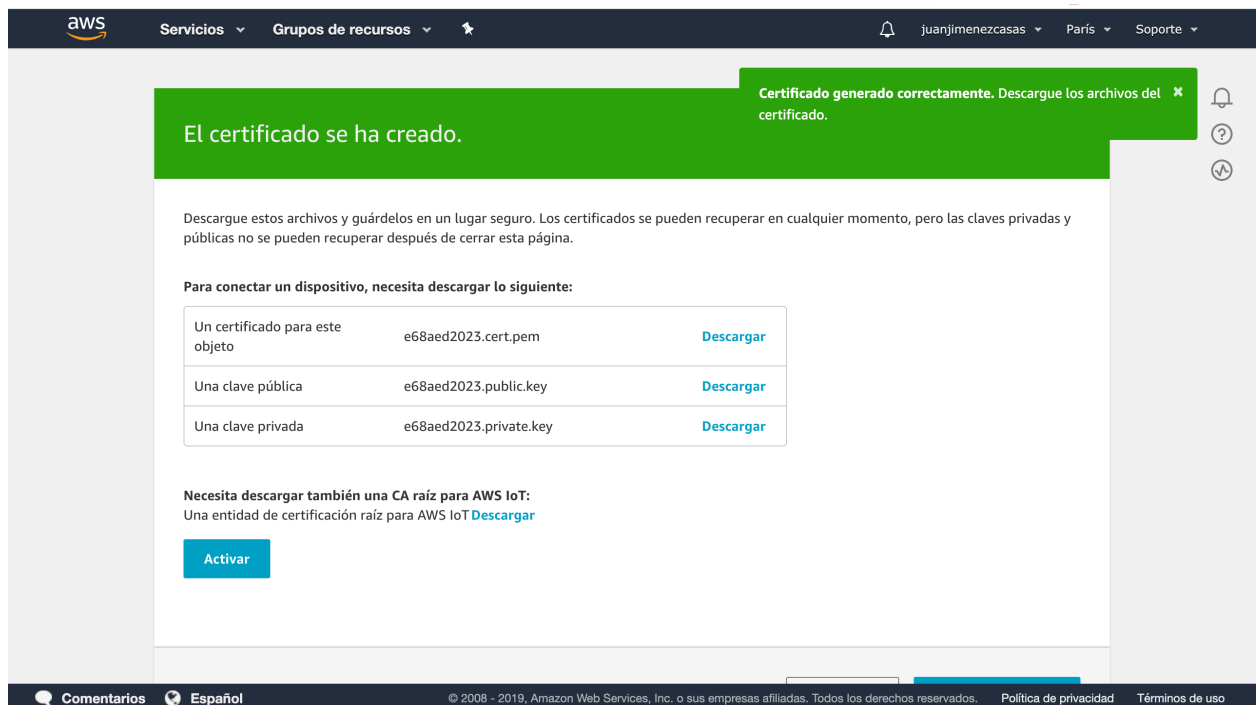 aws
Servicios
Grupos de recursos
juanjimenezcasas
París
Soporte
Certificado generado correctamente. Descargue los archivos del
certificado.
El certificado se ha creado.
Descargue estos archivos y guárdelos en un lugar seguro. Los certificados se pueden recuperar en cualquier momento, pero las claves privadas y
públicas no se pueden recuperar después de cerrar esta página.
Para conectar un dispositivo, necesita descargar lo siguiente:
Un certificado para este
objeto
e68aed2023.cert.pem
Descargar
Una clave pública
e68aed2023.public.key
Descargar
Una clave privada
e68aed2023.private.key
Descargar
Necesita descargar también una CA raíz para AWS IoT:
Una entidad de certificación raíz para AWS IoT Descargar
Activar
Comentarios
Español
© 2008 - 2019, Amazon Web Services, Inc. o sus empresas afiliadas. Todos los derechos reservados.
Política de privacidad
Términos de uso